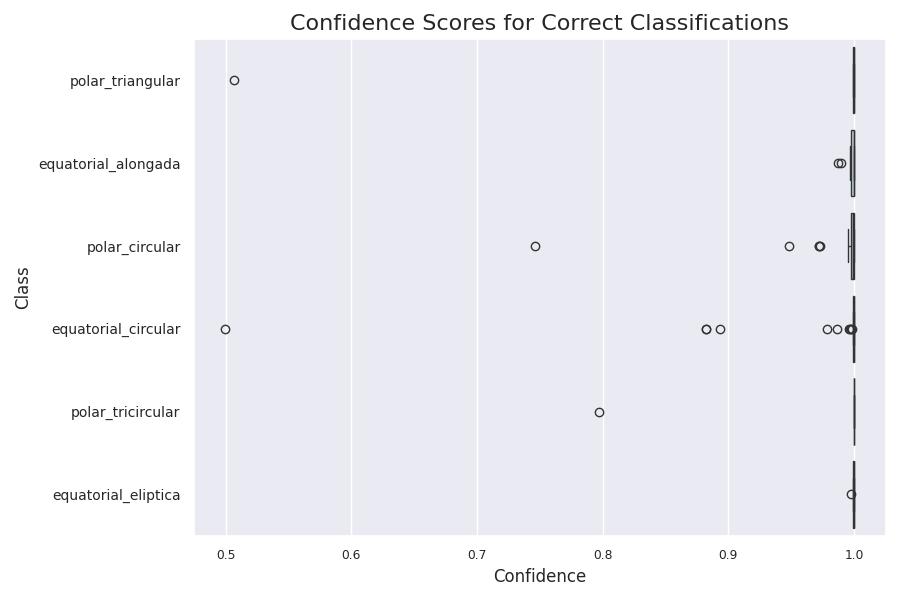 Confidence Scores for Correct Classifications
polar_triangular
equatorial_alongada
polar_circular
equatorial_circular
polar_tricircular
equatorial_eliptica
Class
0.5 0.6 0.7 0.8 0.9 1.0
Confidence